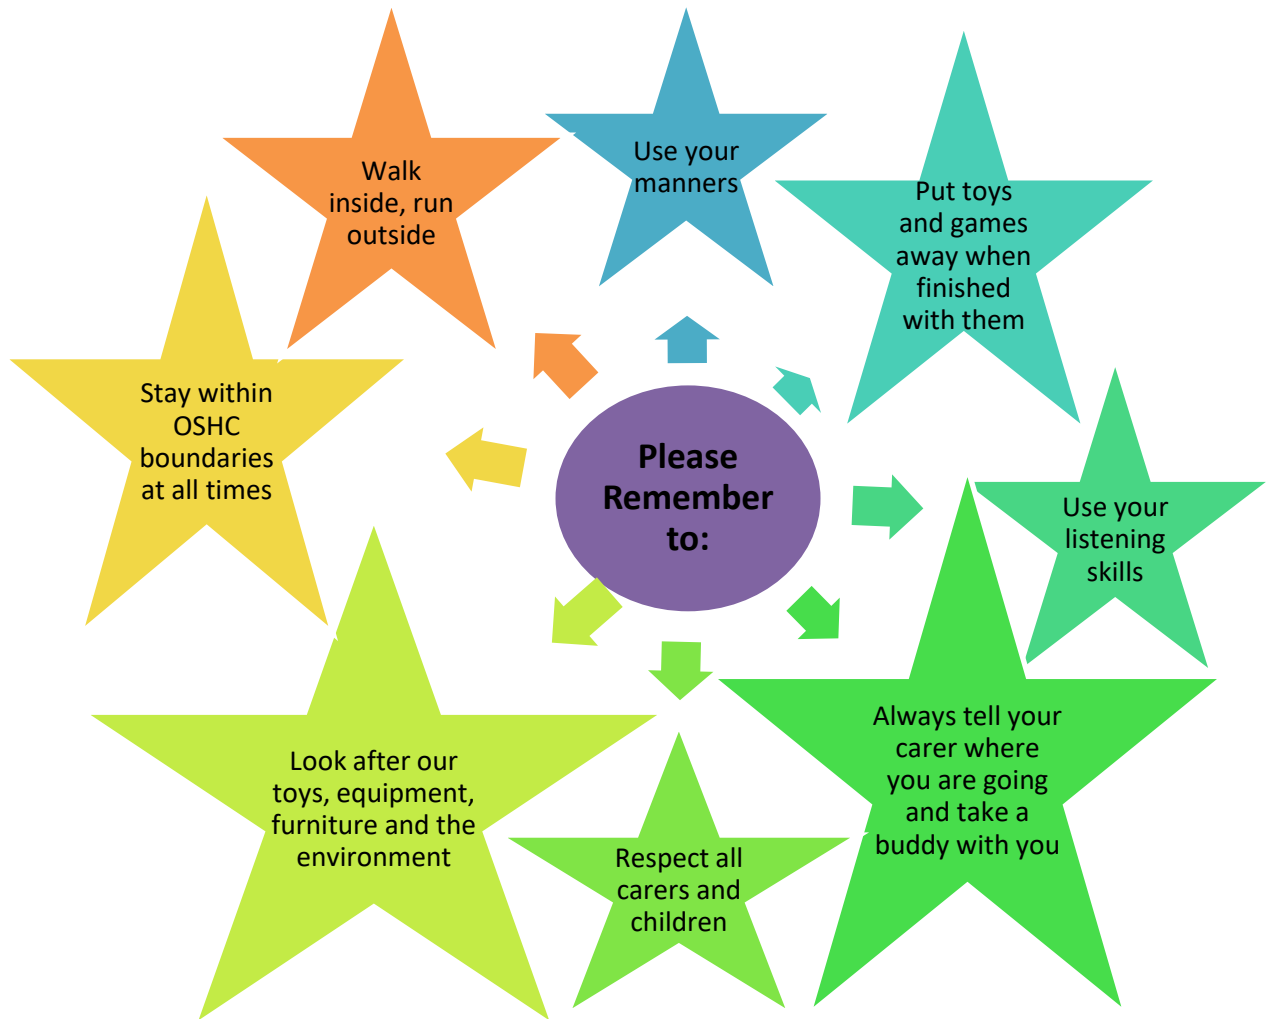 Please
Remember
to:
Use your
manners
Put toys
and games
away when
finished
with them
Use your
listening
skills
Always tell your
carer where
you are going
and take a
buddy with you
Respect all
carers and
children
Look after our
toys, equipment,
furniture and the
environment
Stay within
OSHC
boundaries
at all times
Walk
inside, run
outside